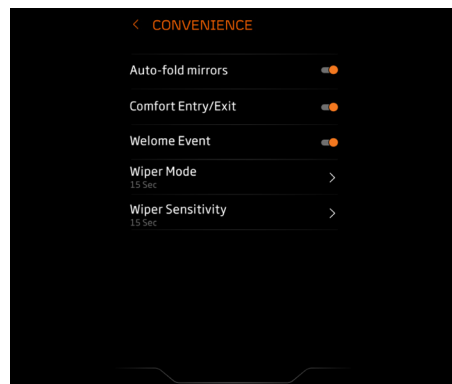 CONVENIENCE
Auto-fold mirrors
Comfort Entry/Exit
Welome Event
Wiper Mode
15 Sec
Wiper Sensitivity
15 Sec